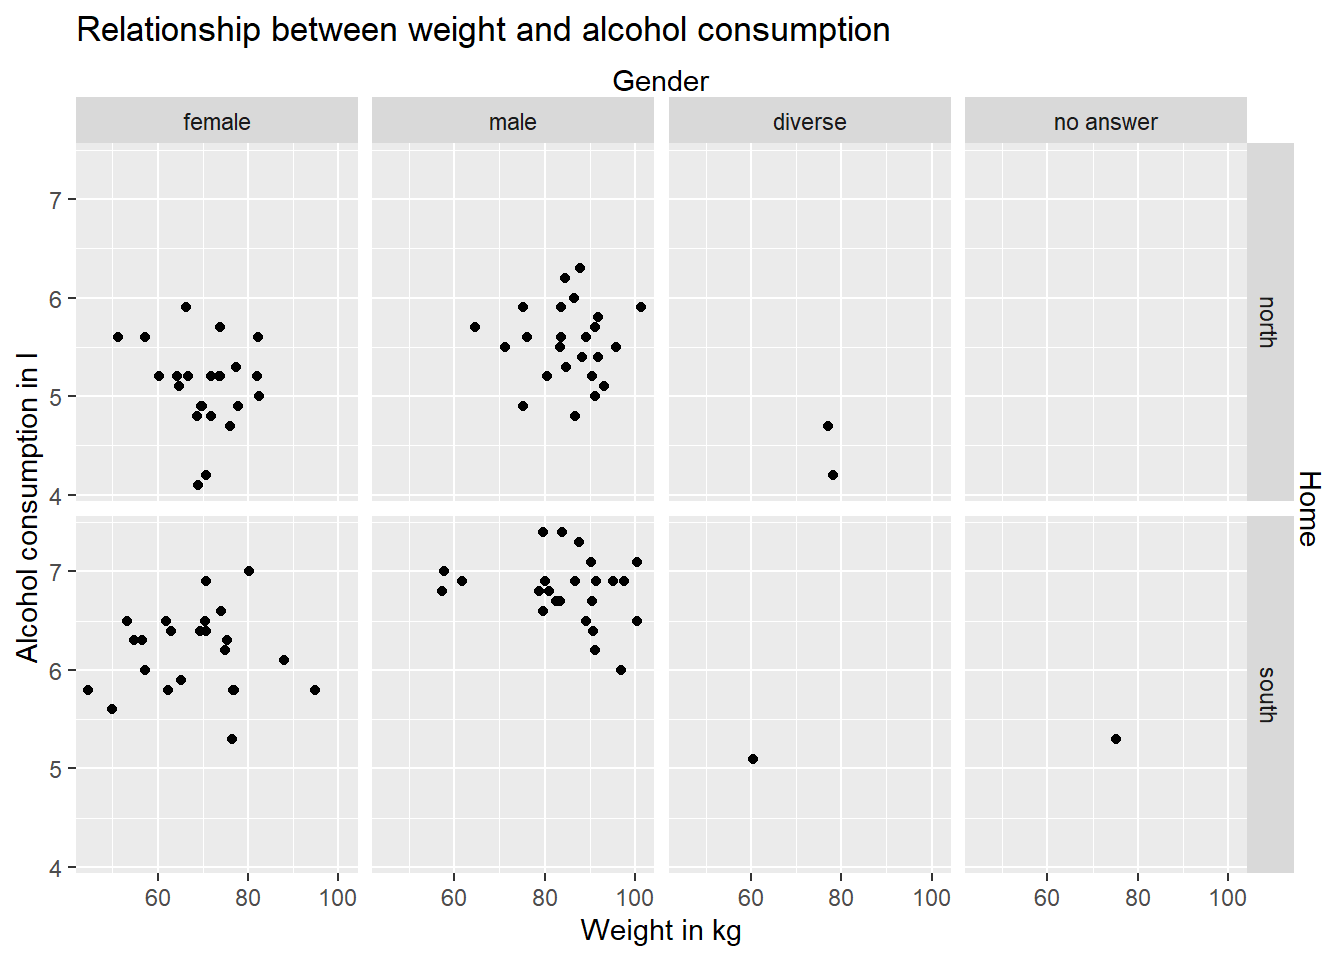 Relationship between weight and alcohol consumption
Gender
female male diverse no answer
7
6
5
4
north
7
6
5
4
south
Alcohol consumption in l
Home
60 80 100 60 80 100 60 80 100 60 80 100
Weight in kg